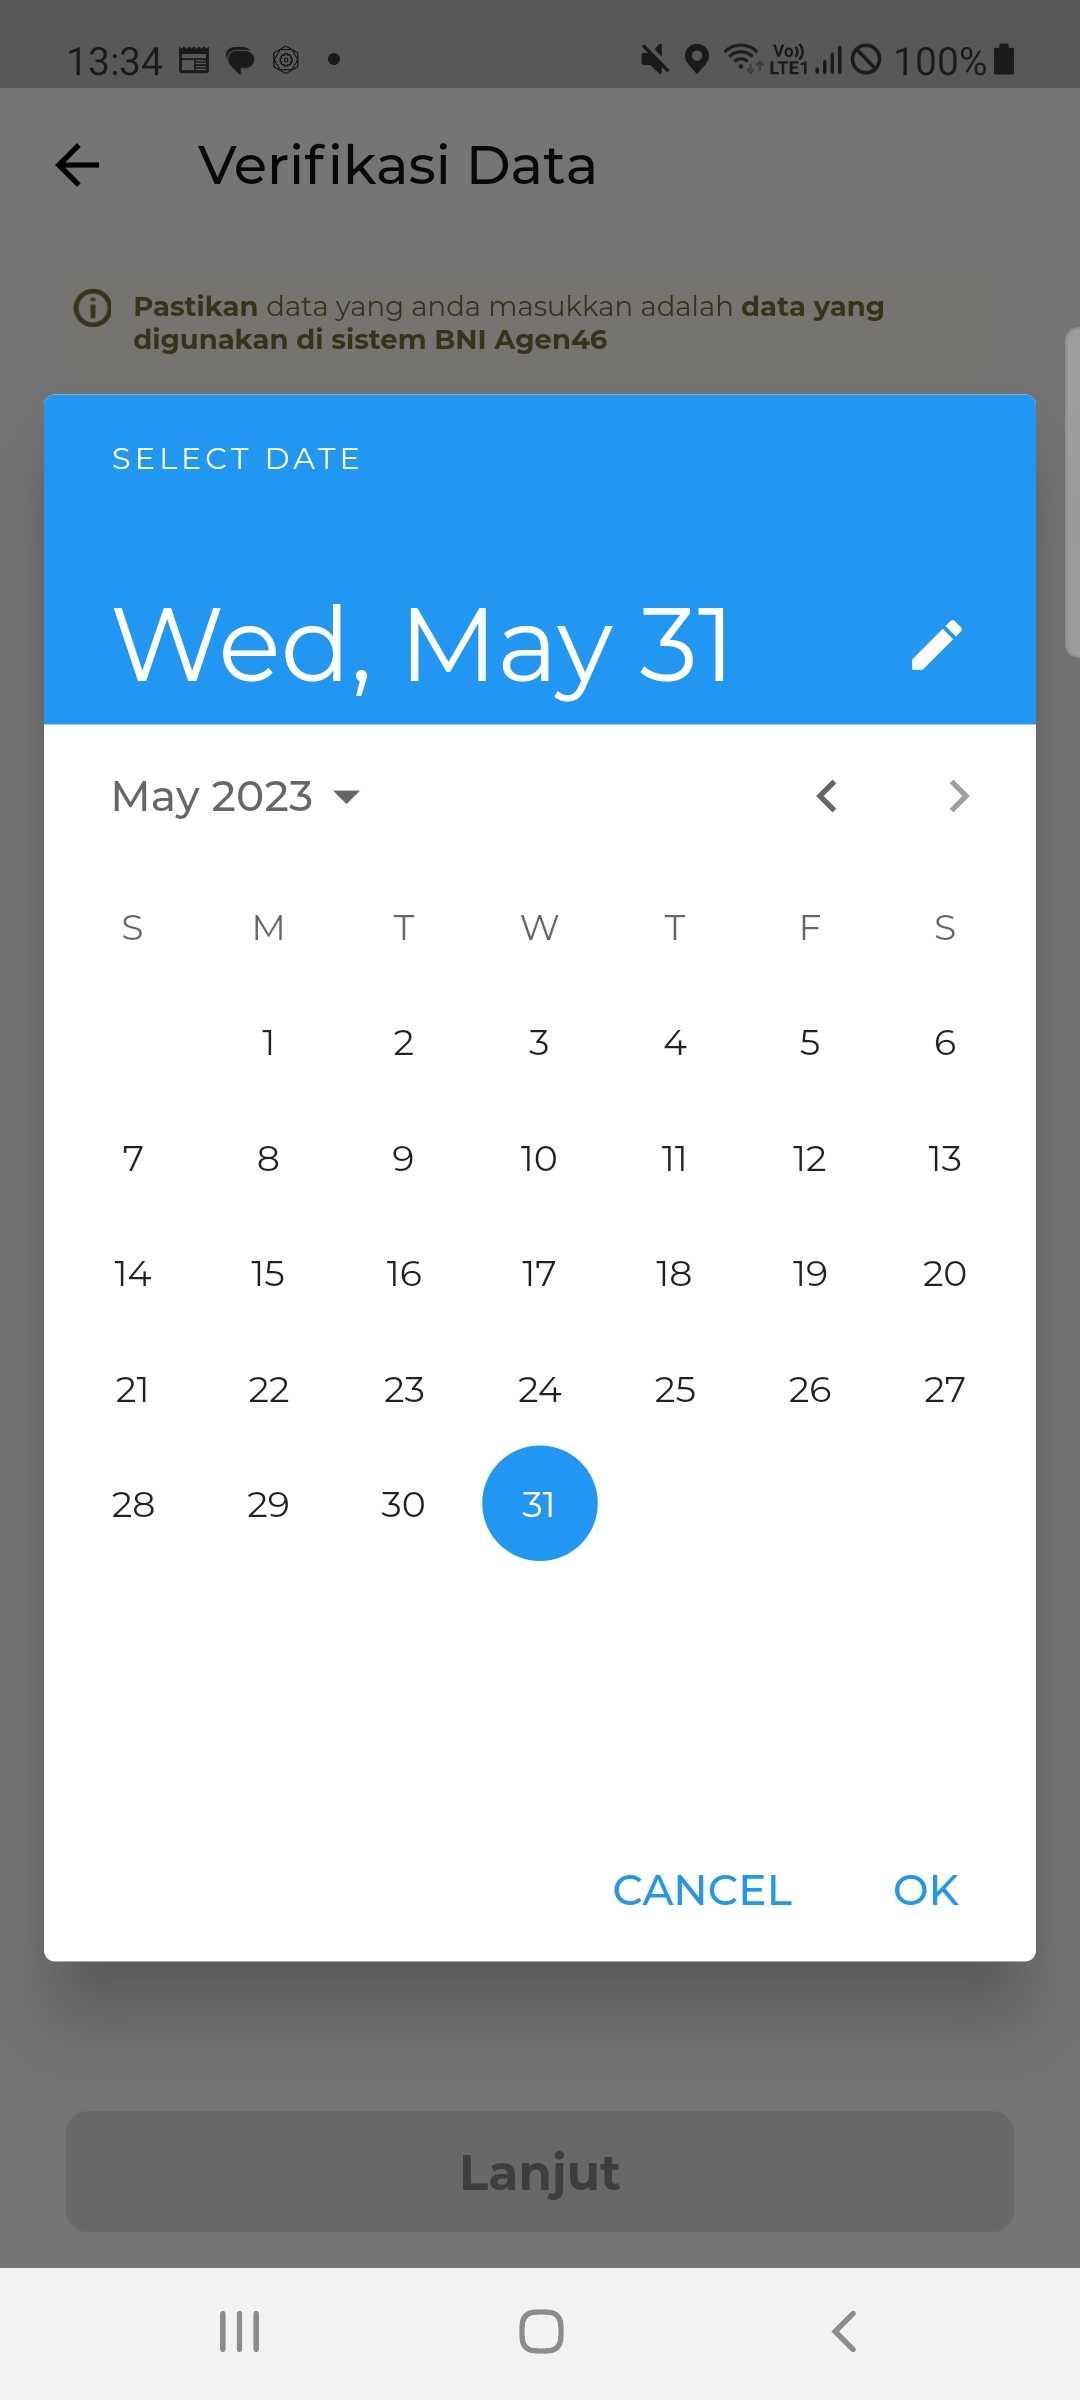 13:34
Vo)) LTE1
100%
Verifikasi Data
Pastikan data yang anda masukkan adalah data yang
digunakan di sistem BNI Agen46
SELECT DATE
Wed, May 31
May 2023
S M T W T F S
1 2 3 4 5 6
7 8 9 10 11 12 13
14 15 16 17 18 19 20
21 22 23 24 25 26 27
28 29 30 31
CANCEL OK
Lanjut